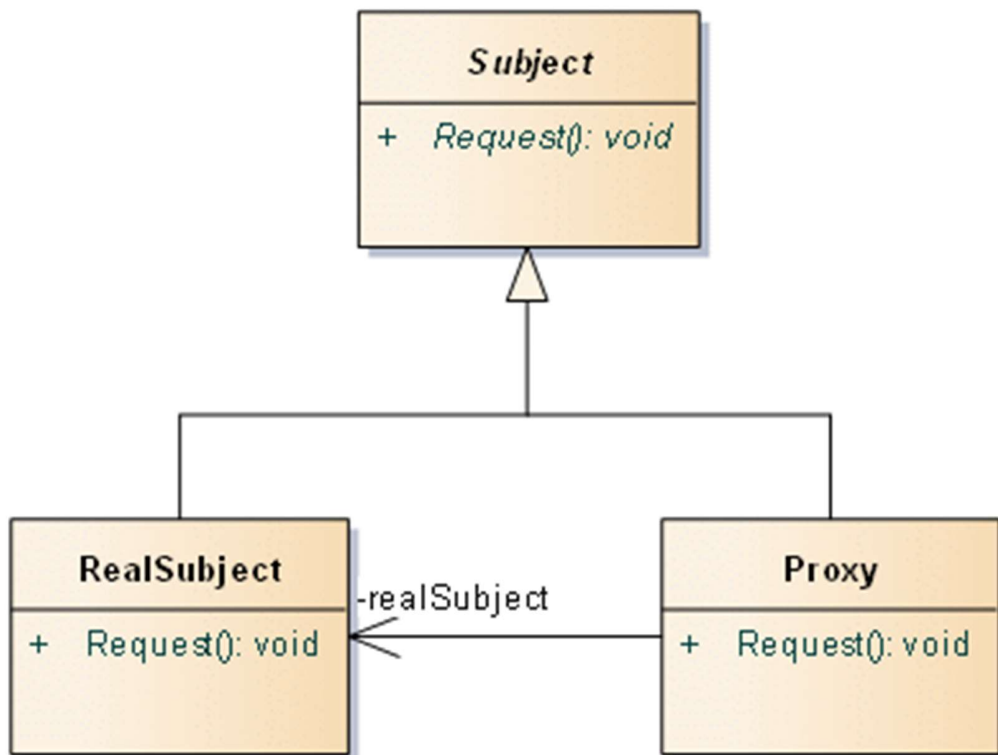 Subject
+ Request(): void
RealSubject
+ Request(): void
-realSubject
Proxy
+ Request(): void